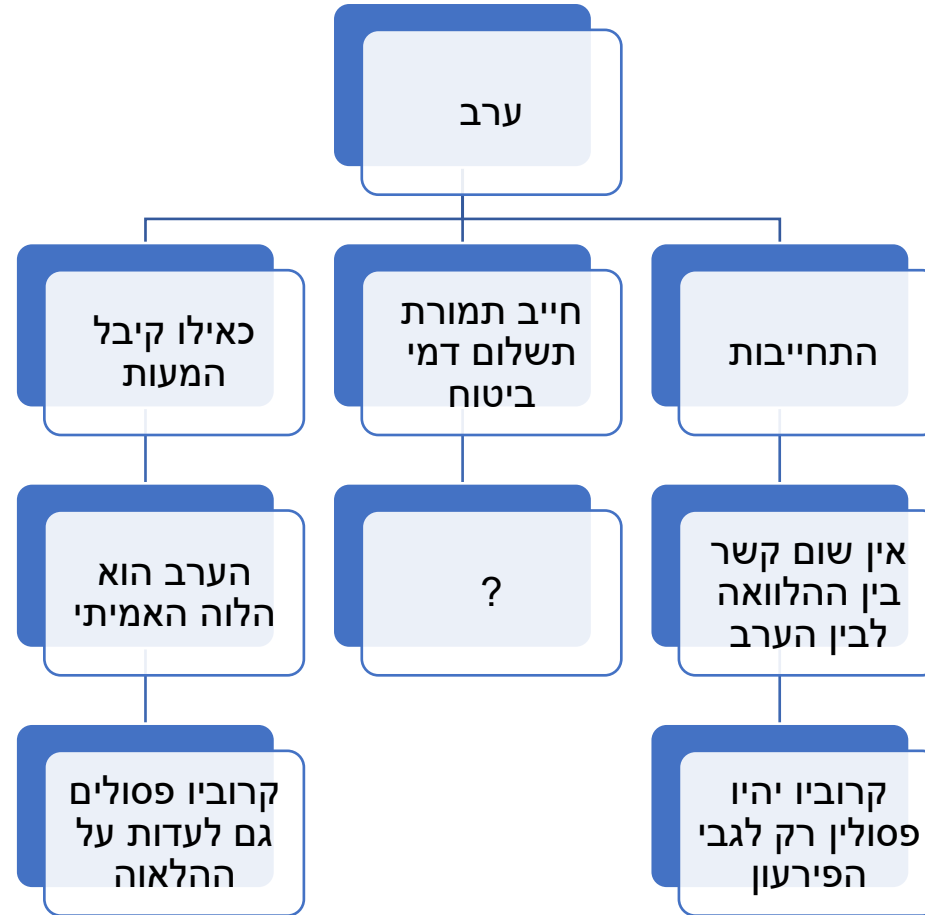 ערב
התחייבות
חייב תמורת
תשלום דמי
ביטוח
כאילו קיבל
המעות
אין שום קשר
בין ההלוואה
לבין הערב
?
הערב הוא
הלוה האמיתי
קרוביו יהיו
פסולין רק לגבי
הפירעון
קרוביו פסולים
גם לעדות על
ההלאוה